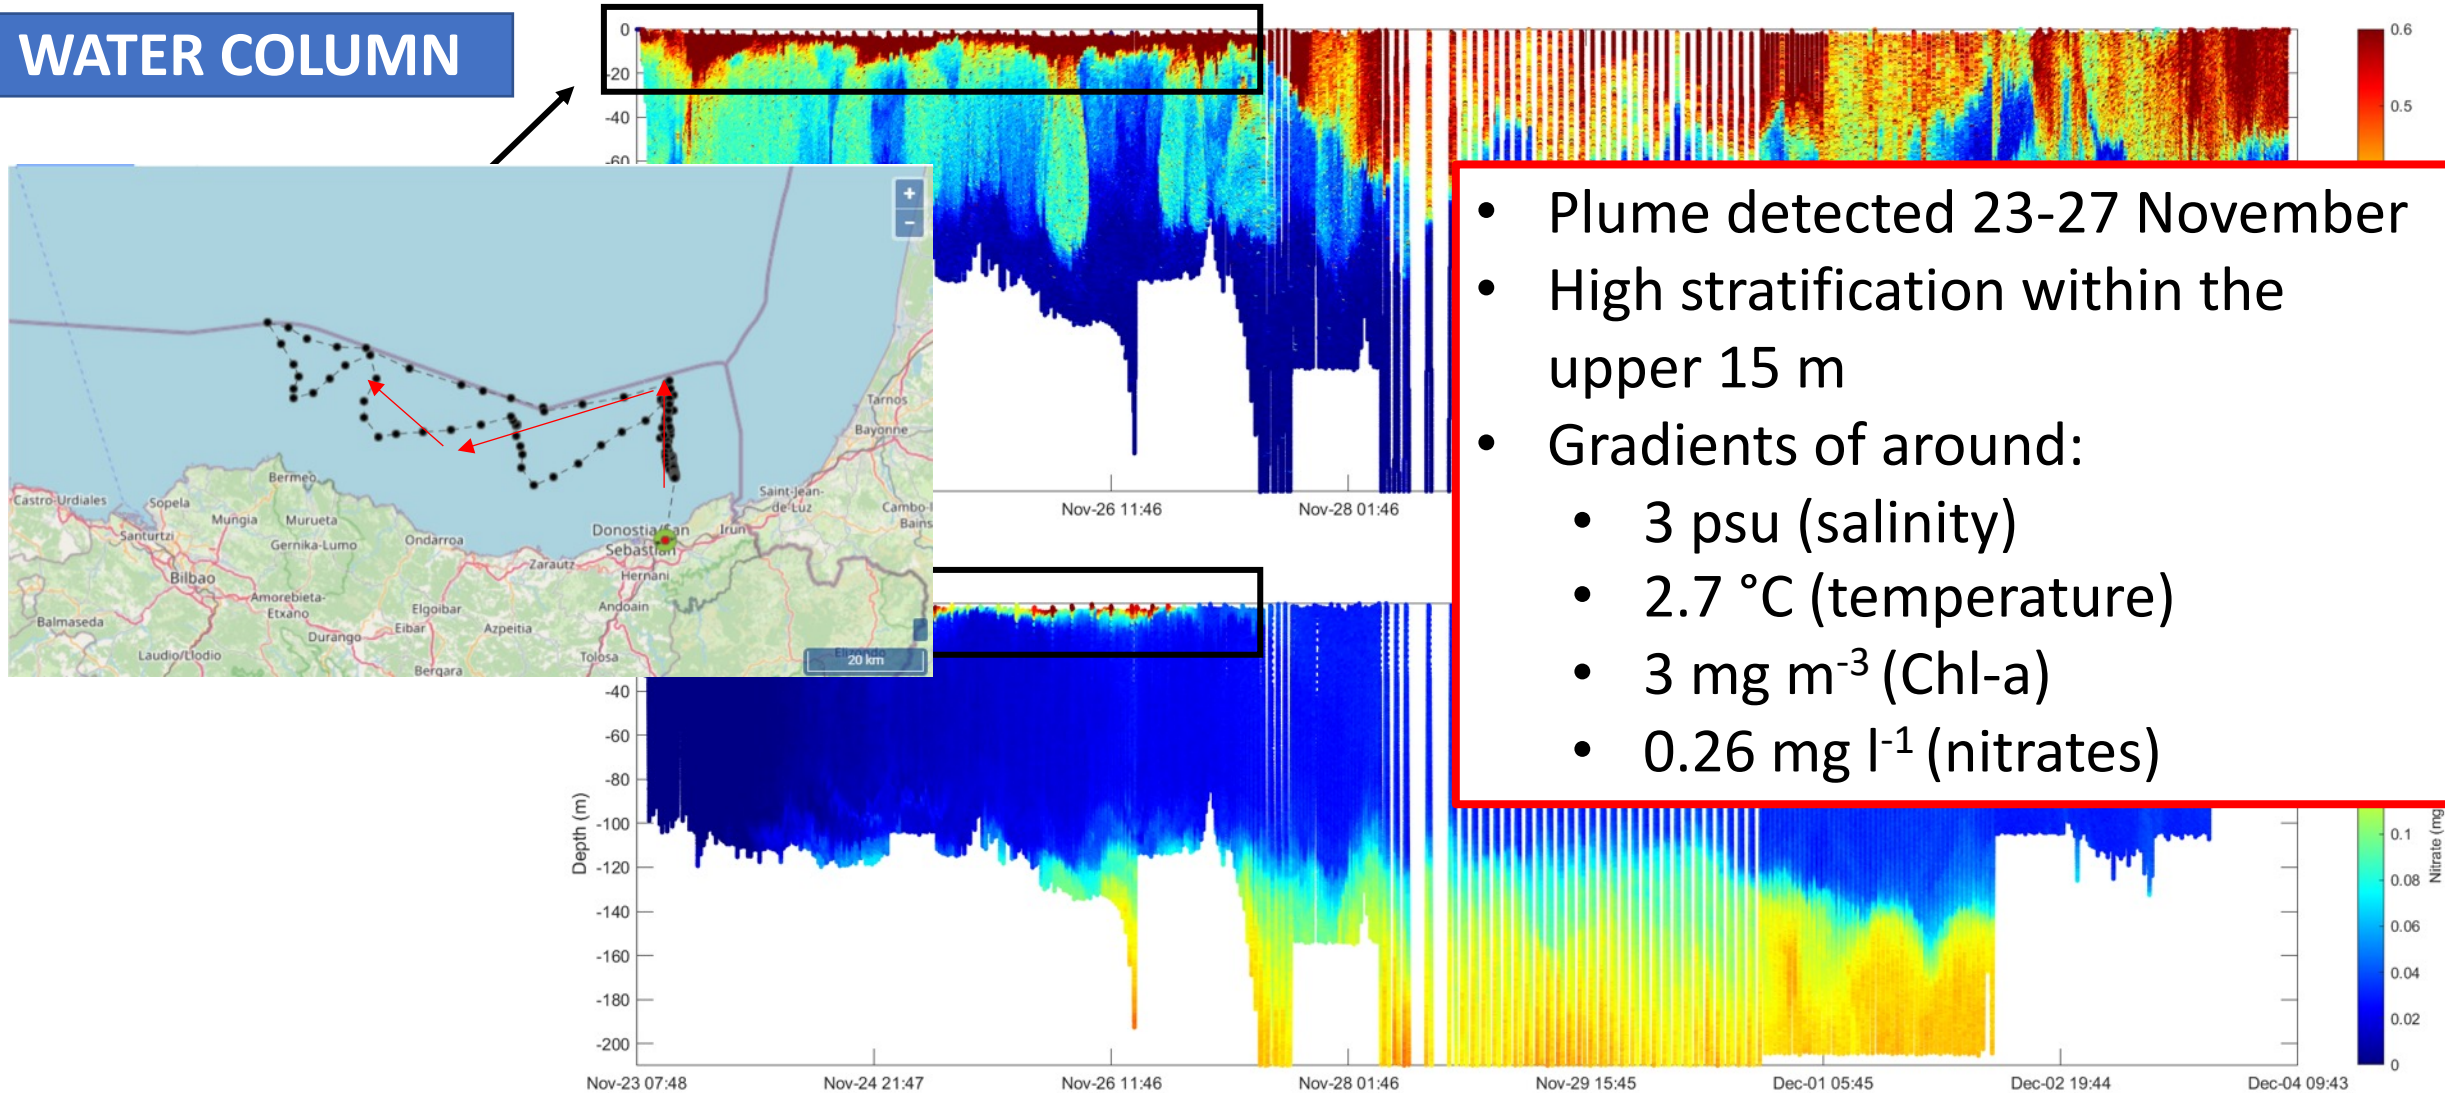 WATER COLUMN
0
-20
-40
-60
0.6
0.5
Nov-26 11:46
Nov-28 01:46
+
−
Tarnos
Bayonne
Saint-Jean-
de-Luz
Cambo-l
Bains
Castro-Urdiales
Sopela
Bermeo
Mungia
Murueta
Santurtzi
Gernika-Lumo
Ondarroa
Donostia/San
Sebastián
Irun
Zarautz
Hernani
Bilbao
Amorebieta-
Etxano
Elgoibar
Andoain
Balmaseda
Durango
Eibar
Azpeitia
Laudio/Llodio
Bergara
Tolosa
Elizondo
20 km
• Plume detected 23-27 November
• High stratification within the
upper 15 m
• Gradients of around:
• 3 psu (salinity)
• 2.7 °C (temperature)
• 3 mg m-3 (Chl-a)
• 0.26 mg l-1 (nitrates)
Depth (m)
-40
-60
-80
-100
-120
-140
-160
-180
-200
Nov-23 07:48
Nov-24 21:47
Nov-26 11:46
Nov-28 01:46
Nov-29 15:45
Dec-01 05:45
Dec-02 19:44
Dec-04 09:43
0.1
0.08
0.06
0.04
0.02
0
Nitrate (mg